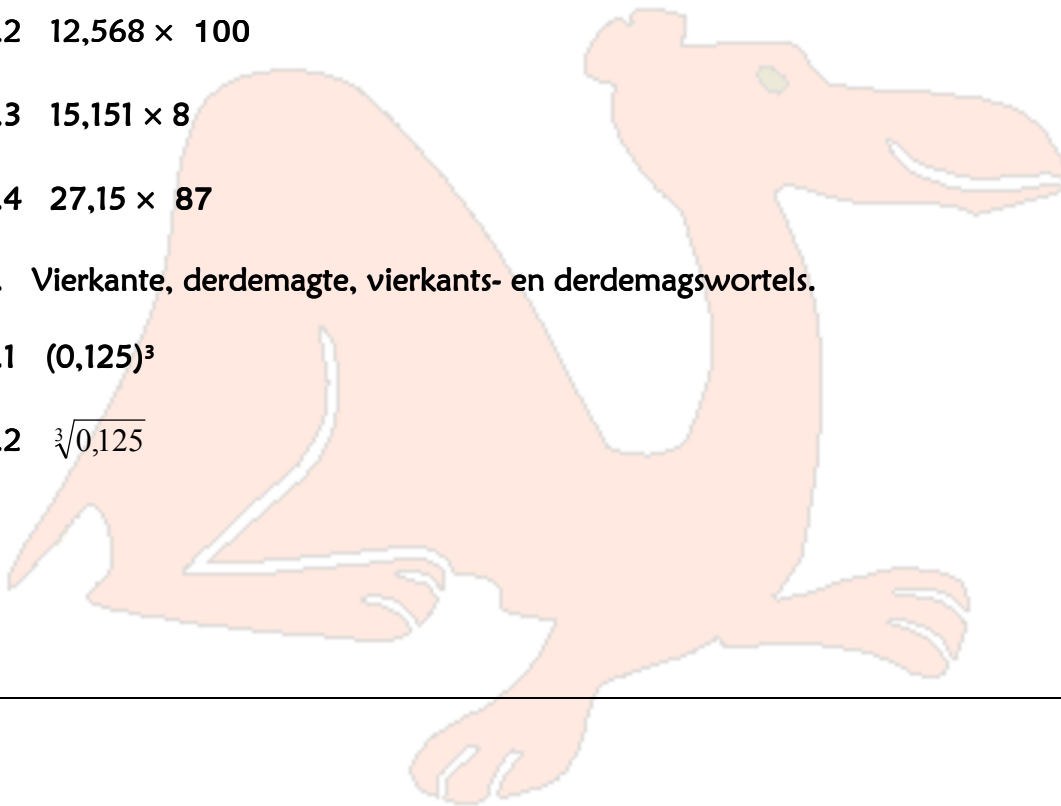 .2 12,568 × 100
.3 15,151 × 8
.4 27,15 × 87
. Vierkante, derdemagte, vierkants- en derdemagswortels.
.1 (0,125)³
.2 ∛0,125